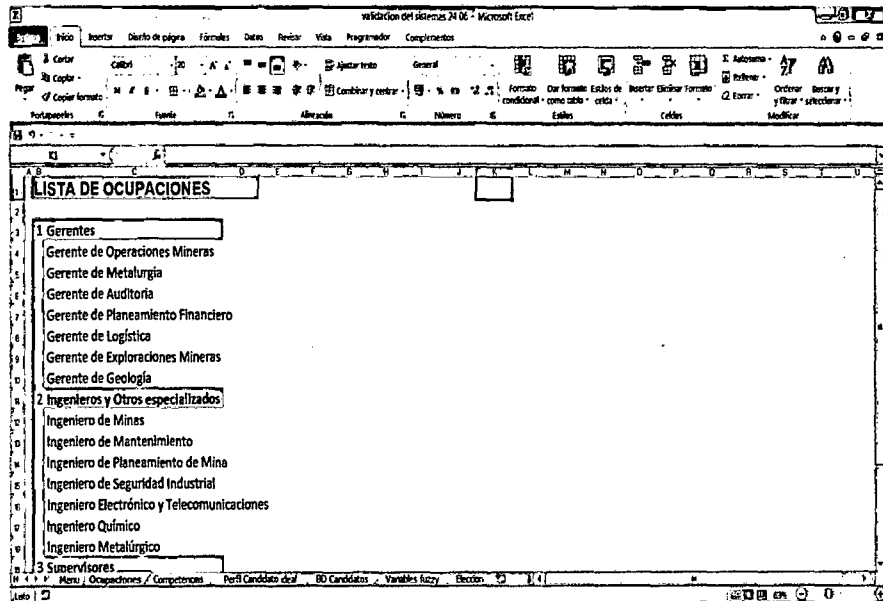 validacion del sistemas 24 06 - Microsoft Excel
Inicio Insertar Diseño de página Fórmulas Datos Revisar Vista Programador Complementos
Cortar
Copiar
Copiar formato
Pegar
Portapapeles
Calibri 20
Fuente
Ajustar texto
Combinar y centrar
Alineación
General
Número
Formato condicional
Dar formato como tabla
Estilos de celda
Estilos
Insertar Eliminar Formato
Celdas
Autosuma
Rellenar
Borrar
Ordenar y filtrar
Buscar y seleccionar
Modificar
K1
A B C D E F G H I J K L M N O P Q R S T U
LISTA DE OCUPACIONES
1 Gerentes
Gerente de Operaciones Mineras
Gerente de Metalurgia
Gerente de Auditoria
Gerente de Planeamiento Financiero
Gerente de Logística
Gerente de Exploraciones Mineras
Gerente de Geología
2 Ingenieros y Otros especializados
Ingeniero de Minas
Ingeniero de Mantenimiento
Ingeniero de Planeamiento de Mina
Ingeniero de Seguridad Industrial
Ingeniero Electrónico y Telecomunicaciones
Ingeniero Químico
Ingeniero Metalúrgico
3 Supervisores
Menu Ocupaciones Competencias Perfil Candidato ideal BD Candidatos Variables fuzzy Eleccion
Listo